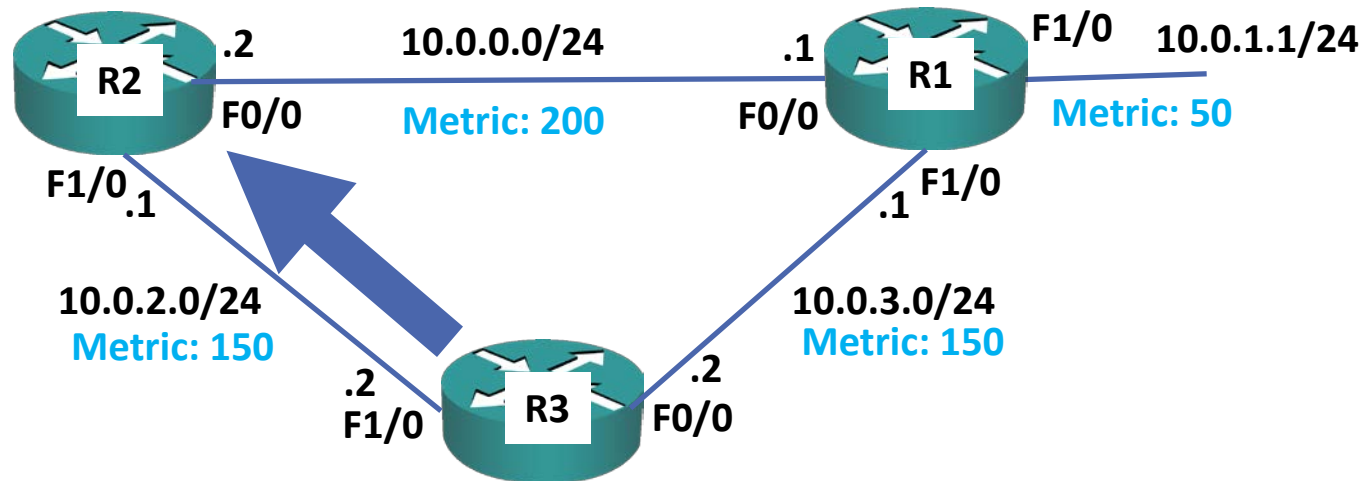 F1/0
.2
10.0.0.0/24
.1
10.0.1.1/24
R2
R1
F0/0
Metric: 200
F0/0
Metric: 50
F1/0
.1
F1/0
.1
10.0.2.0/24
Metric: 150
10.0.3.0/24
Metric: 150
.2
F1/0
R3
.2
F0/0